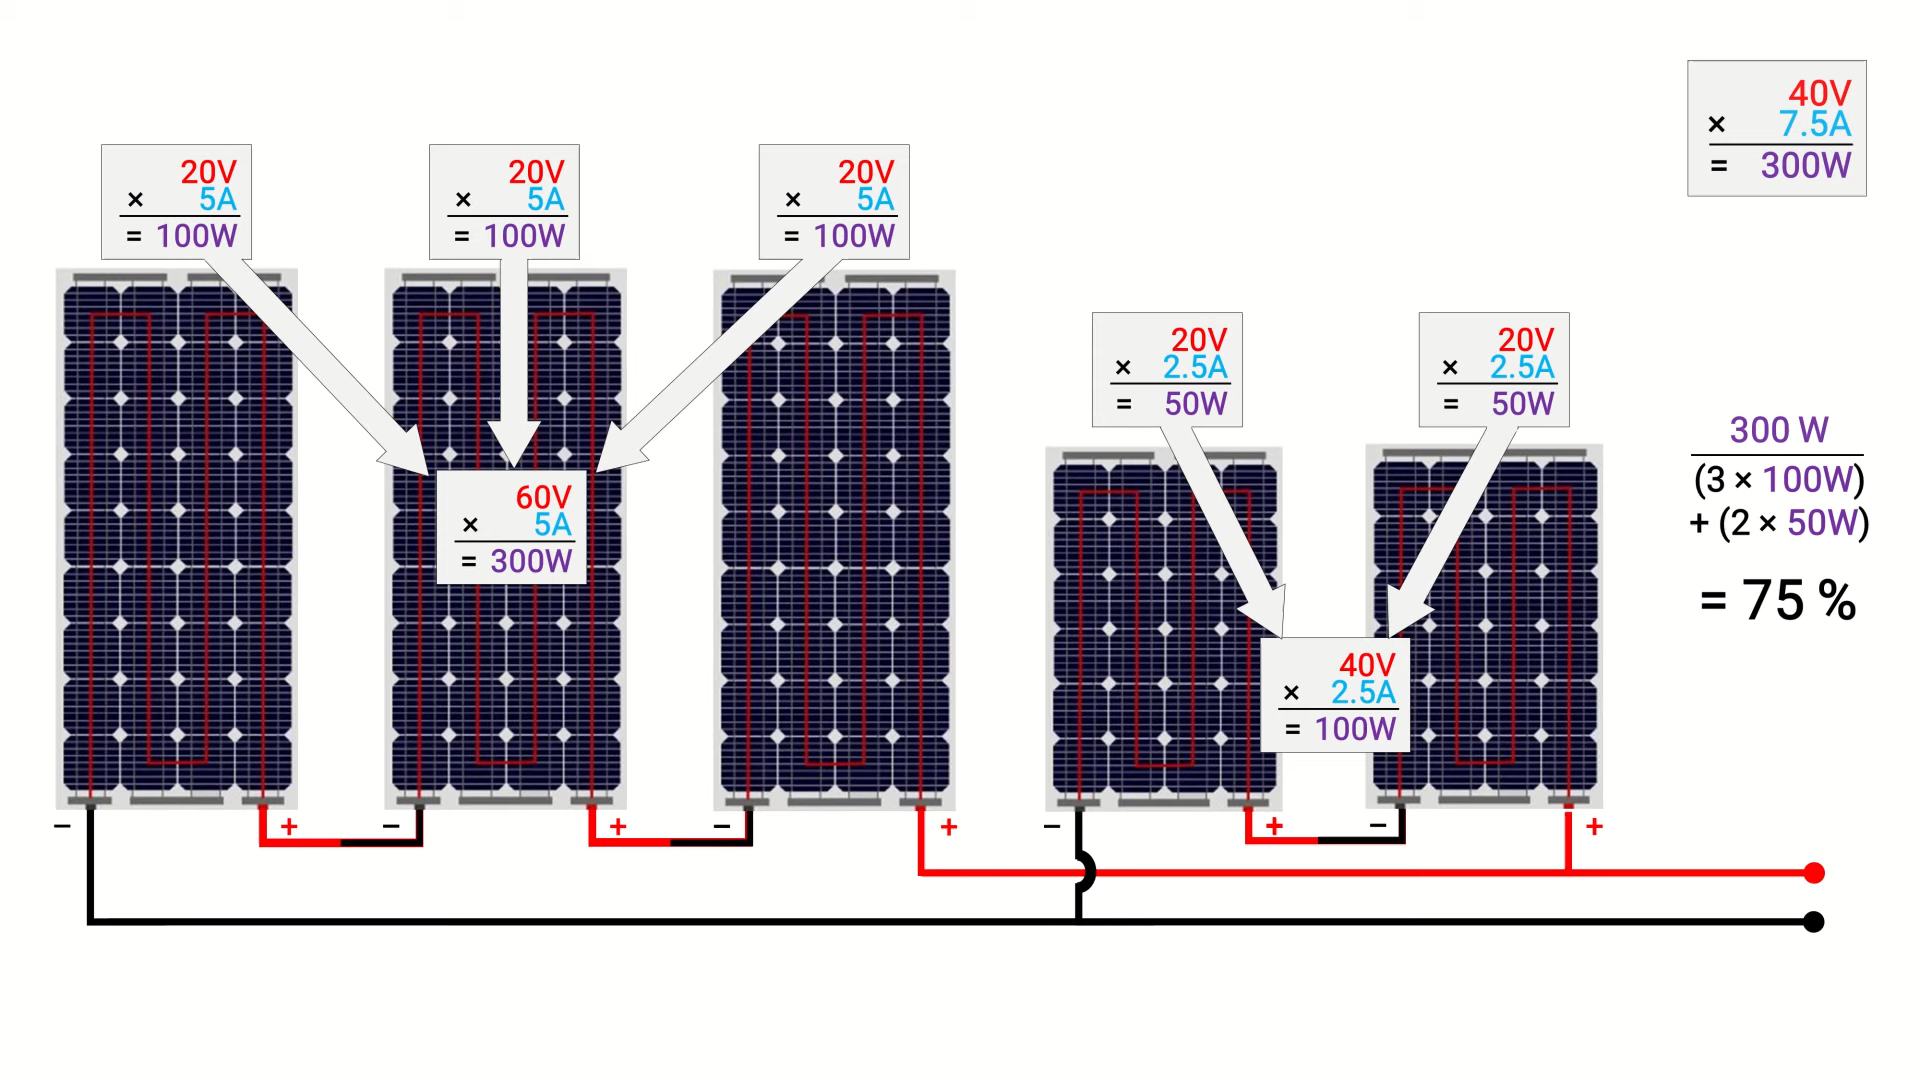 20V
× 5A
= 100W
20V
× 5A
= 100W
20V
× 5A
= 100W
60V
× 5A
= 300W
20V
× 2.5A
= 50W
20V
× 2.5A
= 50W
40V
× 2.5A
= 100W
40V
× 7.5A
= 300W
300 W
(3 × 100W)
+ (2 × 50W)
= 75 %
− + − + − + − + − +